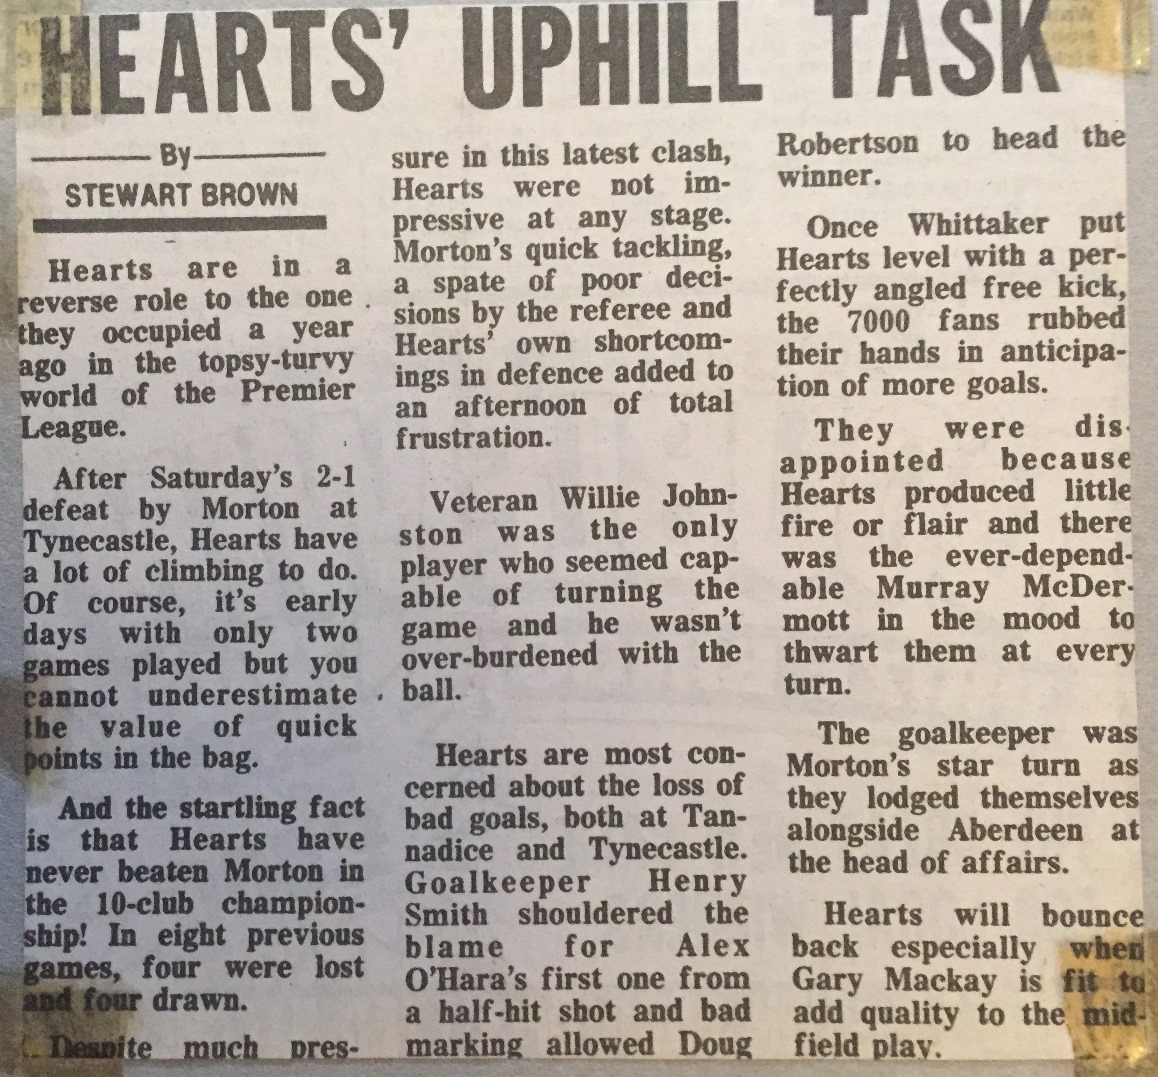 HEARTS' UPHILL TASK
By
STEWART BROWN
Hearts are in a
reverse role to the one
they occupied a year
ago in the topsy-turvy
world of the Premier
League.
After Saturday's 2-1
defeat by Morton at
Tynecastle, Hearts have
a lot of climbing to do.
Of course, it's early
days with only two
games played but you
cannot underestimate
the value of quick
points in the bag.
And the startling fact
is that Hearts have
never beaten Morton in
the 10-club champion-
ship! In eight previous
games, four were lost
and four drawn.
Despite much pres-
sure in this latest clash,
Hearts were not im-
pressive at any stage.
Morton's quick tackling,
a spate of poor deci-
sions by the referee and
Hearts' own shortcom-
ings in defence added to
an afternoon of total
frustration.
Veteran Willie John-
ston was the only
player who seemed cap-
able of turning the
game and he wasn't
over-burdened with the
ball.
Hearts are most con-
cerned about the loss of
bad goals, both at Tan-
nadice and Tynecastle.
Goalkeeper Henry
Smith shouldered the
blame for Alex
O'Hara's first one from
a half-hit shot and bad
marking allowed Doug
Robertson to head the
winner.
Once Whittaker put
Hearts level with a per-
fectly angled free kick,
the 7000 fans rubbed
their hands in anticipa-
tion of more goals.
They were dis-
appointed because
Hearts produced little
fire or flair and there
was the ever-depend-
able Murray McDer-
mott in the mood to
thwart them at every
turn.
The goalkeeper was
Morton's star turn as
they lodged themselves
alongside Aberdeen at
the head of affairs.
Hearts will bounce
back especially when
Gary Mackay is fit to
add quality to the mid-
field play.